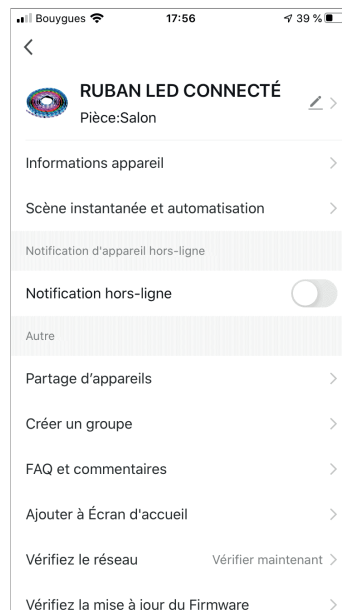 Bouygues 17:56 39 %
RUBAN LED CONNECTÉ
Pièce:Salon
Informations appareil
Scène instantanée et automatisation
Notification d'appareil hors-ligne
Notification hors-ligne
Autre
Partage d'appareils
Créer un groupe
FAQ et commentaires
Ajouter à Écran d'accueil
Vérifiez le réseau Vérifier maintenant
Vérifiez la mise à jour du Firmware